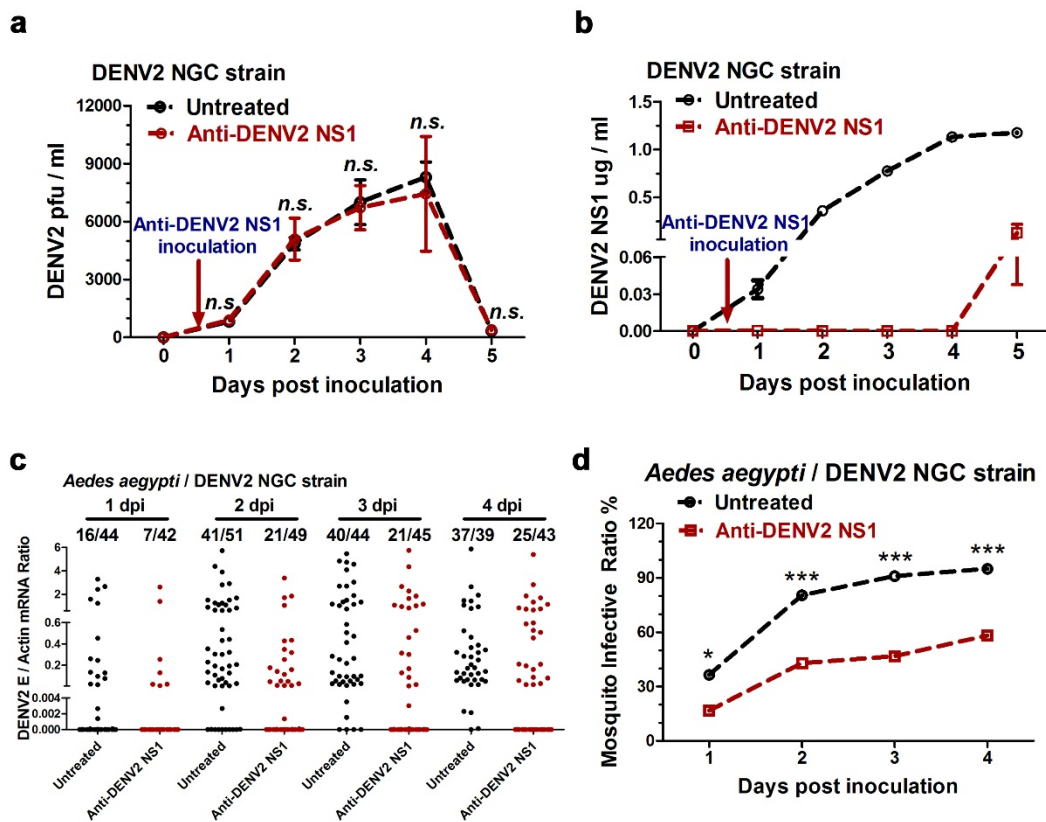 a
DENV2 NGC strain
Untreated
Anti-DENV2 NS1
DENV2 pfu / ml
12000
9000
6000
3000
0
n.s.
n.s.
n.s.
n.s.
n.s.
Anti-DENV2 NS1
inoculation
0 1 2 3 4 5
Days post inoculation
b
DENV2 NGC strain
Untreated
Anti-DENV2 NS1
DENV2 NS1 ug / ml
1.5
1.0
0.5
0.06
0.03
0.00
Anti-DENV2 NS1
inoculation
0 1 2 3 4 5
Days post inoculation
c
Aedes aegypti / DENV2 NGC strain
1 dpi 2 dpi 3 dpi 4 dpi
16/44 7/42 41/51 21/49 40/44 21/45 37/39 25/43
DENV2 E / Actin mRNA Ratio
6
4
2
0.6
0.4
0.2
0.004
0.002
0.000
Untreated
Anti-DENV2 NS1
Untreated
Anti-DENV2 NS1
Untreated
Anti-DENV2 NS1
Untreated
Anti-DENV2 NS1
d
Aedes aegypti / DENV2 NGC strain
Untreated
Anti-DENV2 NS1
Mosquito Infective Ratio %
120
90
60
30
0
* *** *** ***
1 2 3 4
Days post inoculation